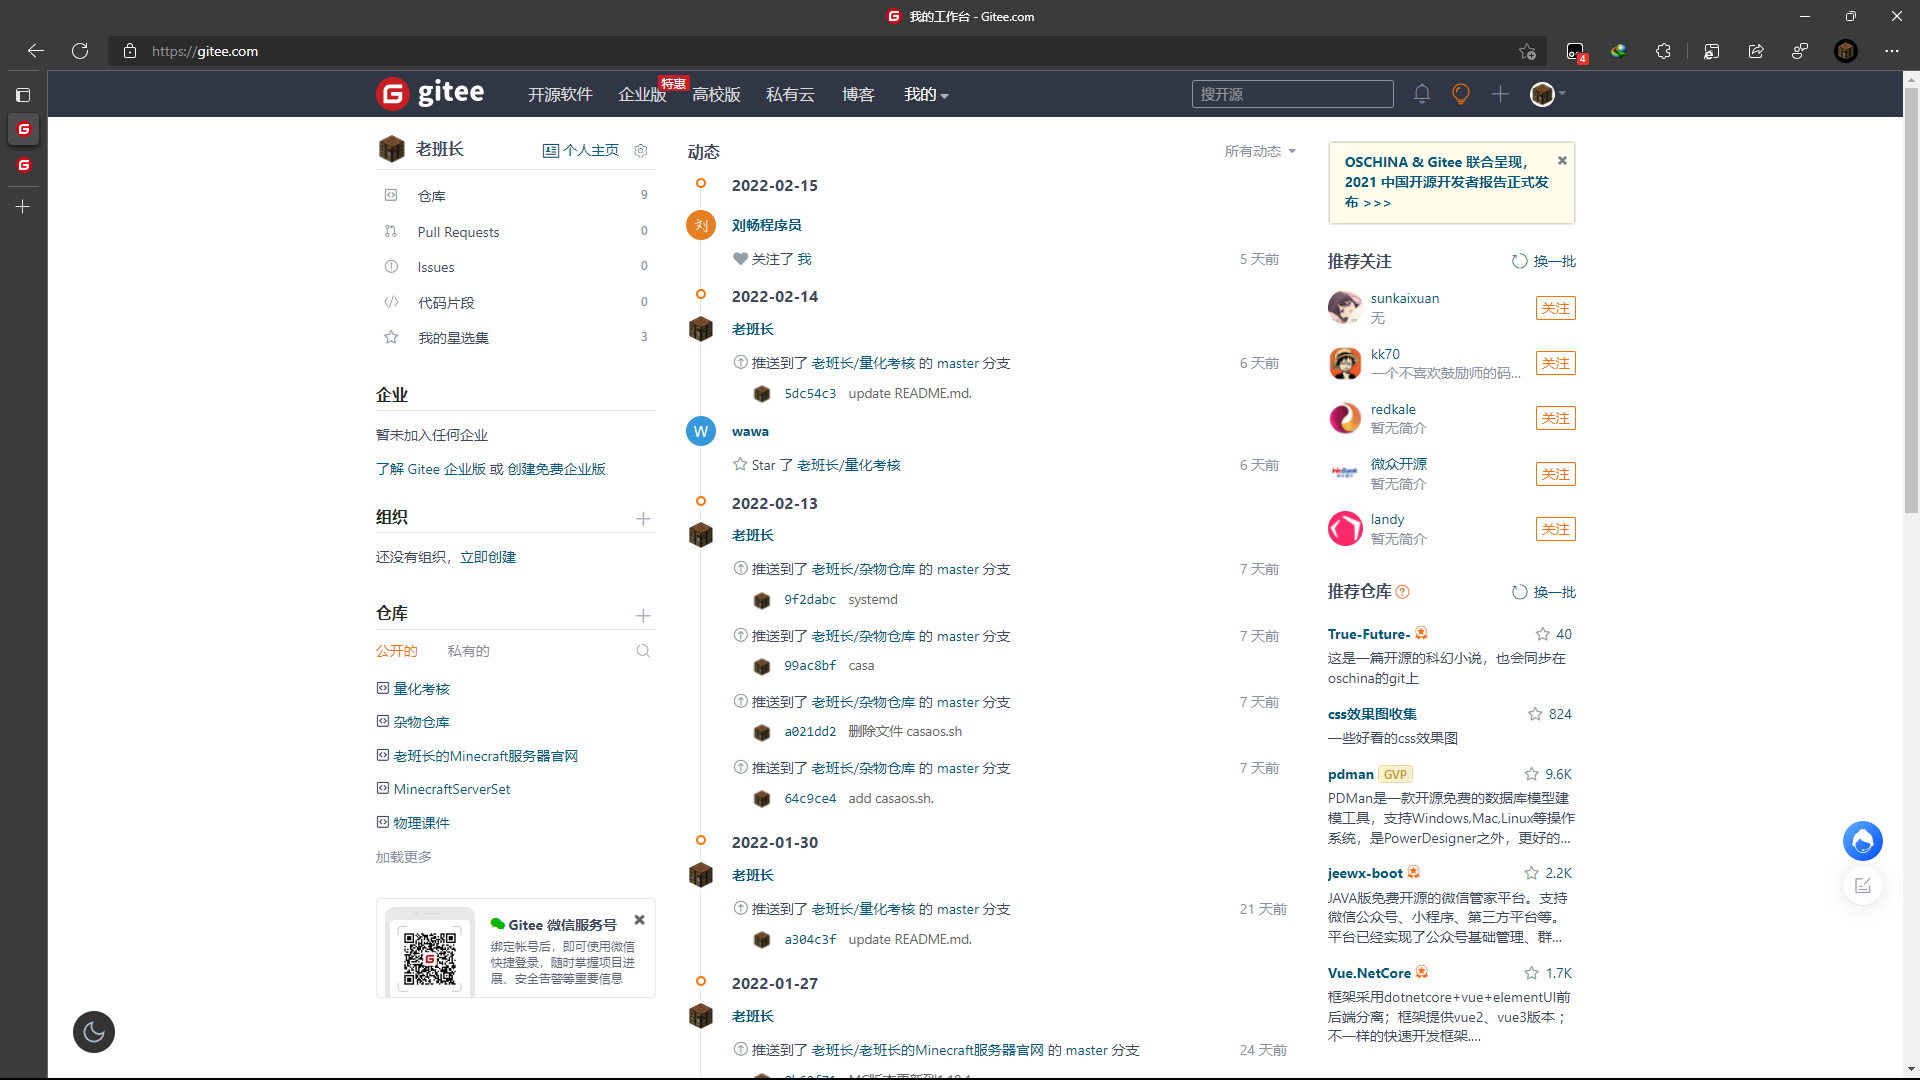 我的工作台 - Gitee.com
https://gitee.com
4
gitee
开源软件
企业版
特惠
高校版
私有云
博客
我的
搜开源
老班长
个人主页
仓库 9
Pull Requests 0
Issues 0
代码片段 0
我的星选集 3
企业
暂未加入任何企业
了解 Gitee 企业版 或 创建免费企业版
组织
还没有组织，立即创建
仓库
公开的 私有的
量化考核
杂物仓库
老班长的Minecraft服务器官网
MinecraftServerSet
物理课件
加载更多
Gitee 微信服务号
绑定帐号后，即可使用微信
快捷登录，随时掌握项目进
展、安全告警等重要信息
动态
所有动态
2022-02-15
刘
刘畅程序员
关注了 我 5 天前
2022-02-14
老班长
推送到了 老班长/量化考核 的 master 分支 6 天前
5dc54c3 update README.md.
W
wawa
Star 了 老班长/量化考核 6 天前
2022-02-13
老班长
推送到了 老班长/杂物仓库 的 master 分支 7 天前
9f2dabc systemd
推送到了 老班长/杂物仓库 的 master 分支 7 天前
99ac8bf casa
推送到了 老班长/杂物仓库 的 master 分支 7 天前
a021dd2 删除文件 casaos.sh
推送到了 老班长/杂物仓库 的 master 分支 7 天前
64c9ce4 add casaos.sh.
2022-01-30
老班长
推送到了 老班长/量化考核 的 master 分支 21 天前
a304c3f update README.md.
2022-01-27
老班长
推送到了 老班长/老班长的Minecraft服务器官网 的 master 分支 24 天前
OSCHINA & Gitee 联合呈现，
2021 中国开源开发者报告正式发
布 >>>
推荐关注
换一批
sunkaixuan
无
关注
kk70
一个不喜欢鼓励师的码...
关注
redkale
暂无简介
关注
微众开源
暂无简介
关注
landy
暂无简介
关注
推荐仓库
换一批
True-Future- 40
这是一篇开源的科幻小说，也会同步在
oschina的git上
css效果图收集 824
一些好看的css效果图
pdman GVP 9.6K
PDMan是一款开源免费的数据库模型建
模工具，支持Windows,Mac,Linux等操作
系统，是PowerDesigner之外，更好的...
jeewx-boot 2.2K
JAVA版免费开源的微信管家平台。支持
微信公众号、小程序、第三方平台等。
平台已经实现了公众号基础管理、群...
Vue.NetCore 1.7K
框架采用dotnetcore+vue+elementUI前
后端分离；框架提供vue2、vue3版本；
不一样的快速开发框架....